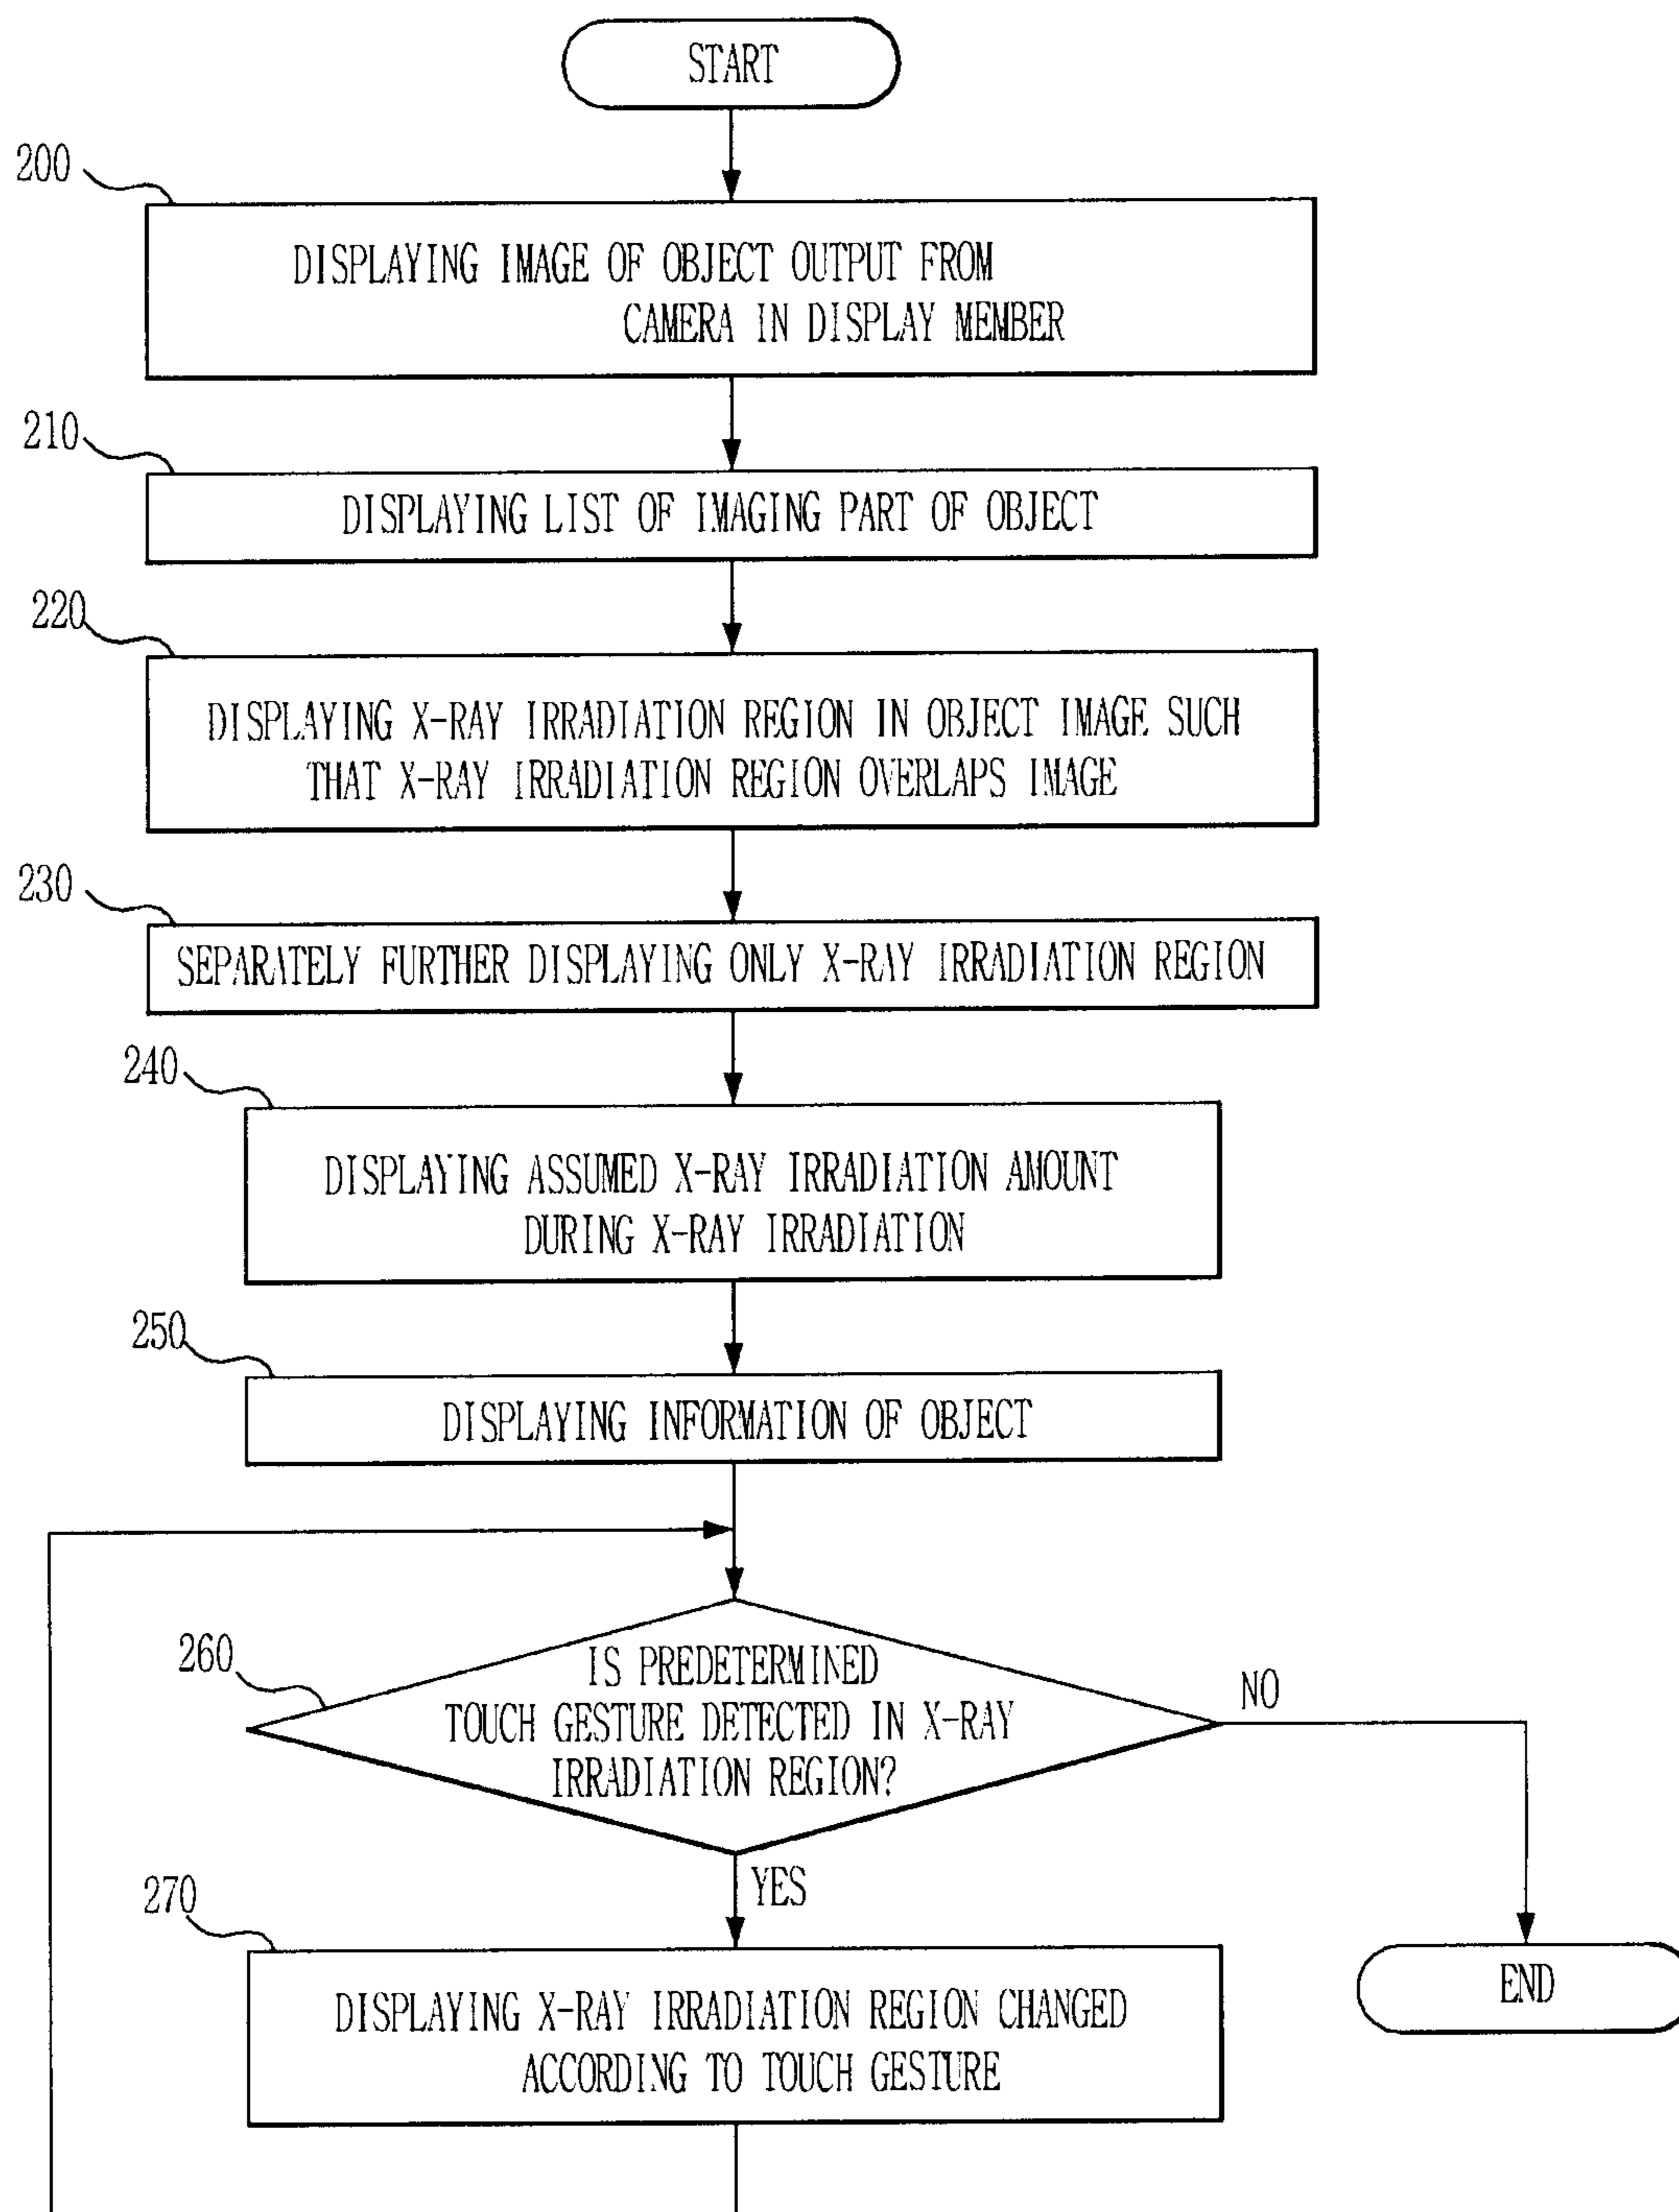 START
200
DISPLAYING IMAGE OF OBJECT OUTPUT FROM
CAMERA IN DISPLAY MEMBER
210
DISPLAYING LIST OF IMAGING PART OF OBJECT
220
DISPLAYING X-RAY IRRADIATION REGION IN OBJECT IMAGE SUCH
THAT X-RAY IRRADIATION REGION OVERLAPS IMAGE
230
SEPARATELY FURTHER DISPLAYING ONLY X-RAY IRRADIATION REGION
240
DISPLAYING ASSUMED X-RAY IRRADIATION AMOUNT
DURING X-RAY IRRADIATION
250
DISPLAYING INFORMATION OF OBJECT
260
IS PREDETERMINED
TOUCH GESTURE DETECTED IN X-RAY
IRRADIATION REGION?
NO
YES
270
DISPLAYING X-RAY IRRADIATION REGION CHANGED
ACCORDING TO TOUCH GESTURE
END